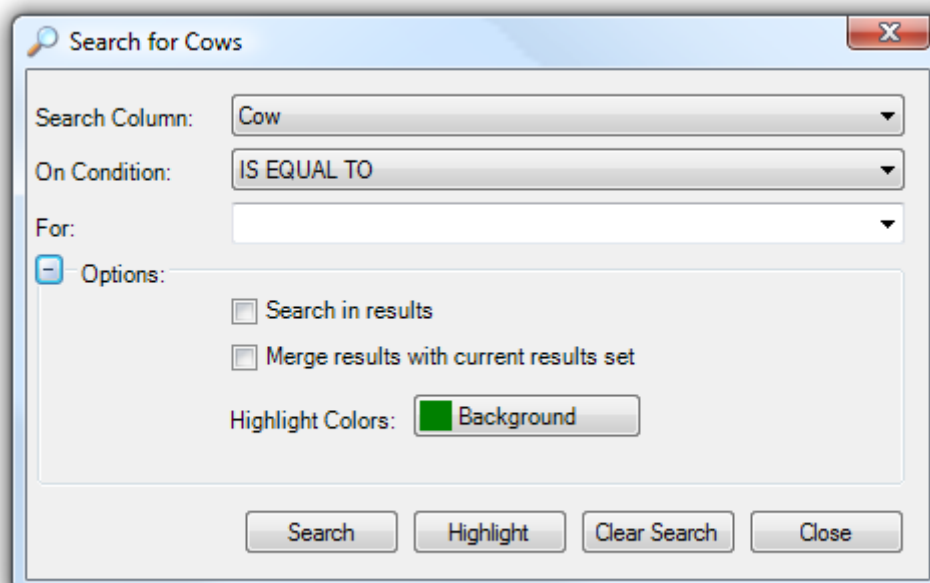 Search for Cows
Search Column: Cow
On Condition: IS EQUAL TO
For:
Options:
Search in results
Merge results with current results set
Highlight Colors: Background
Search Highlight Clear Search Close